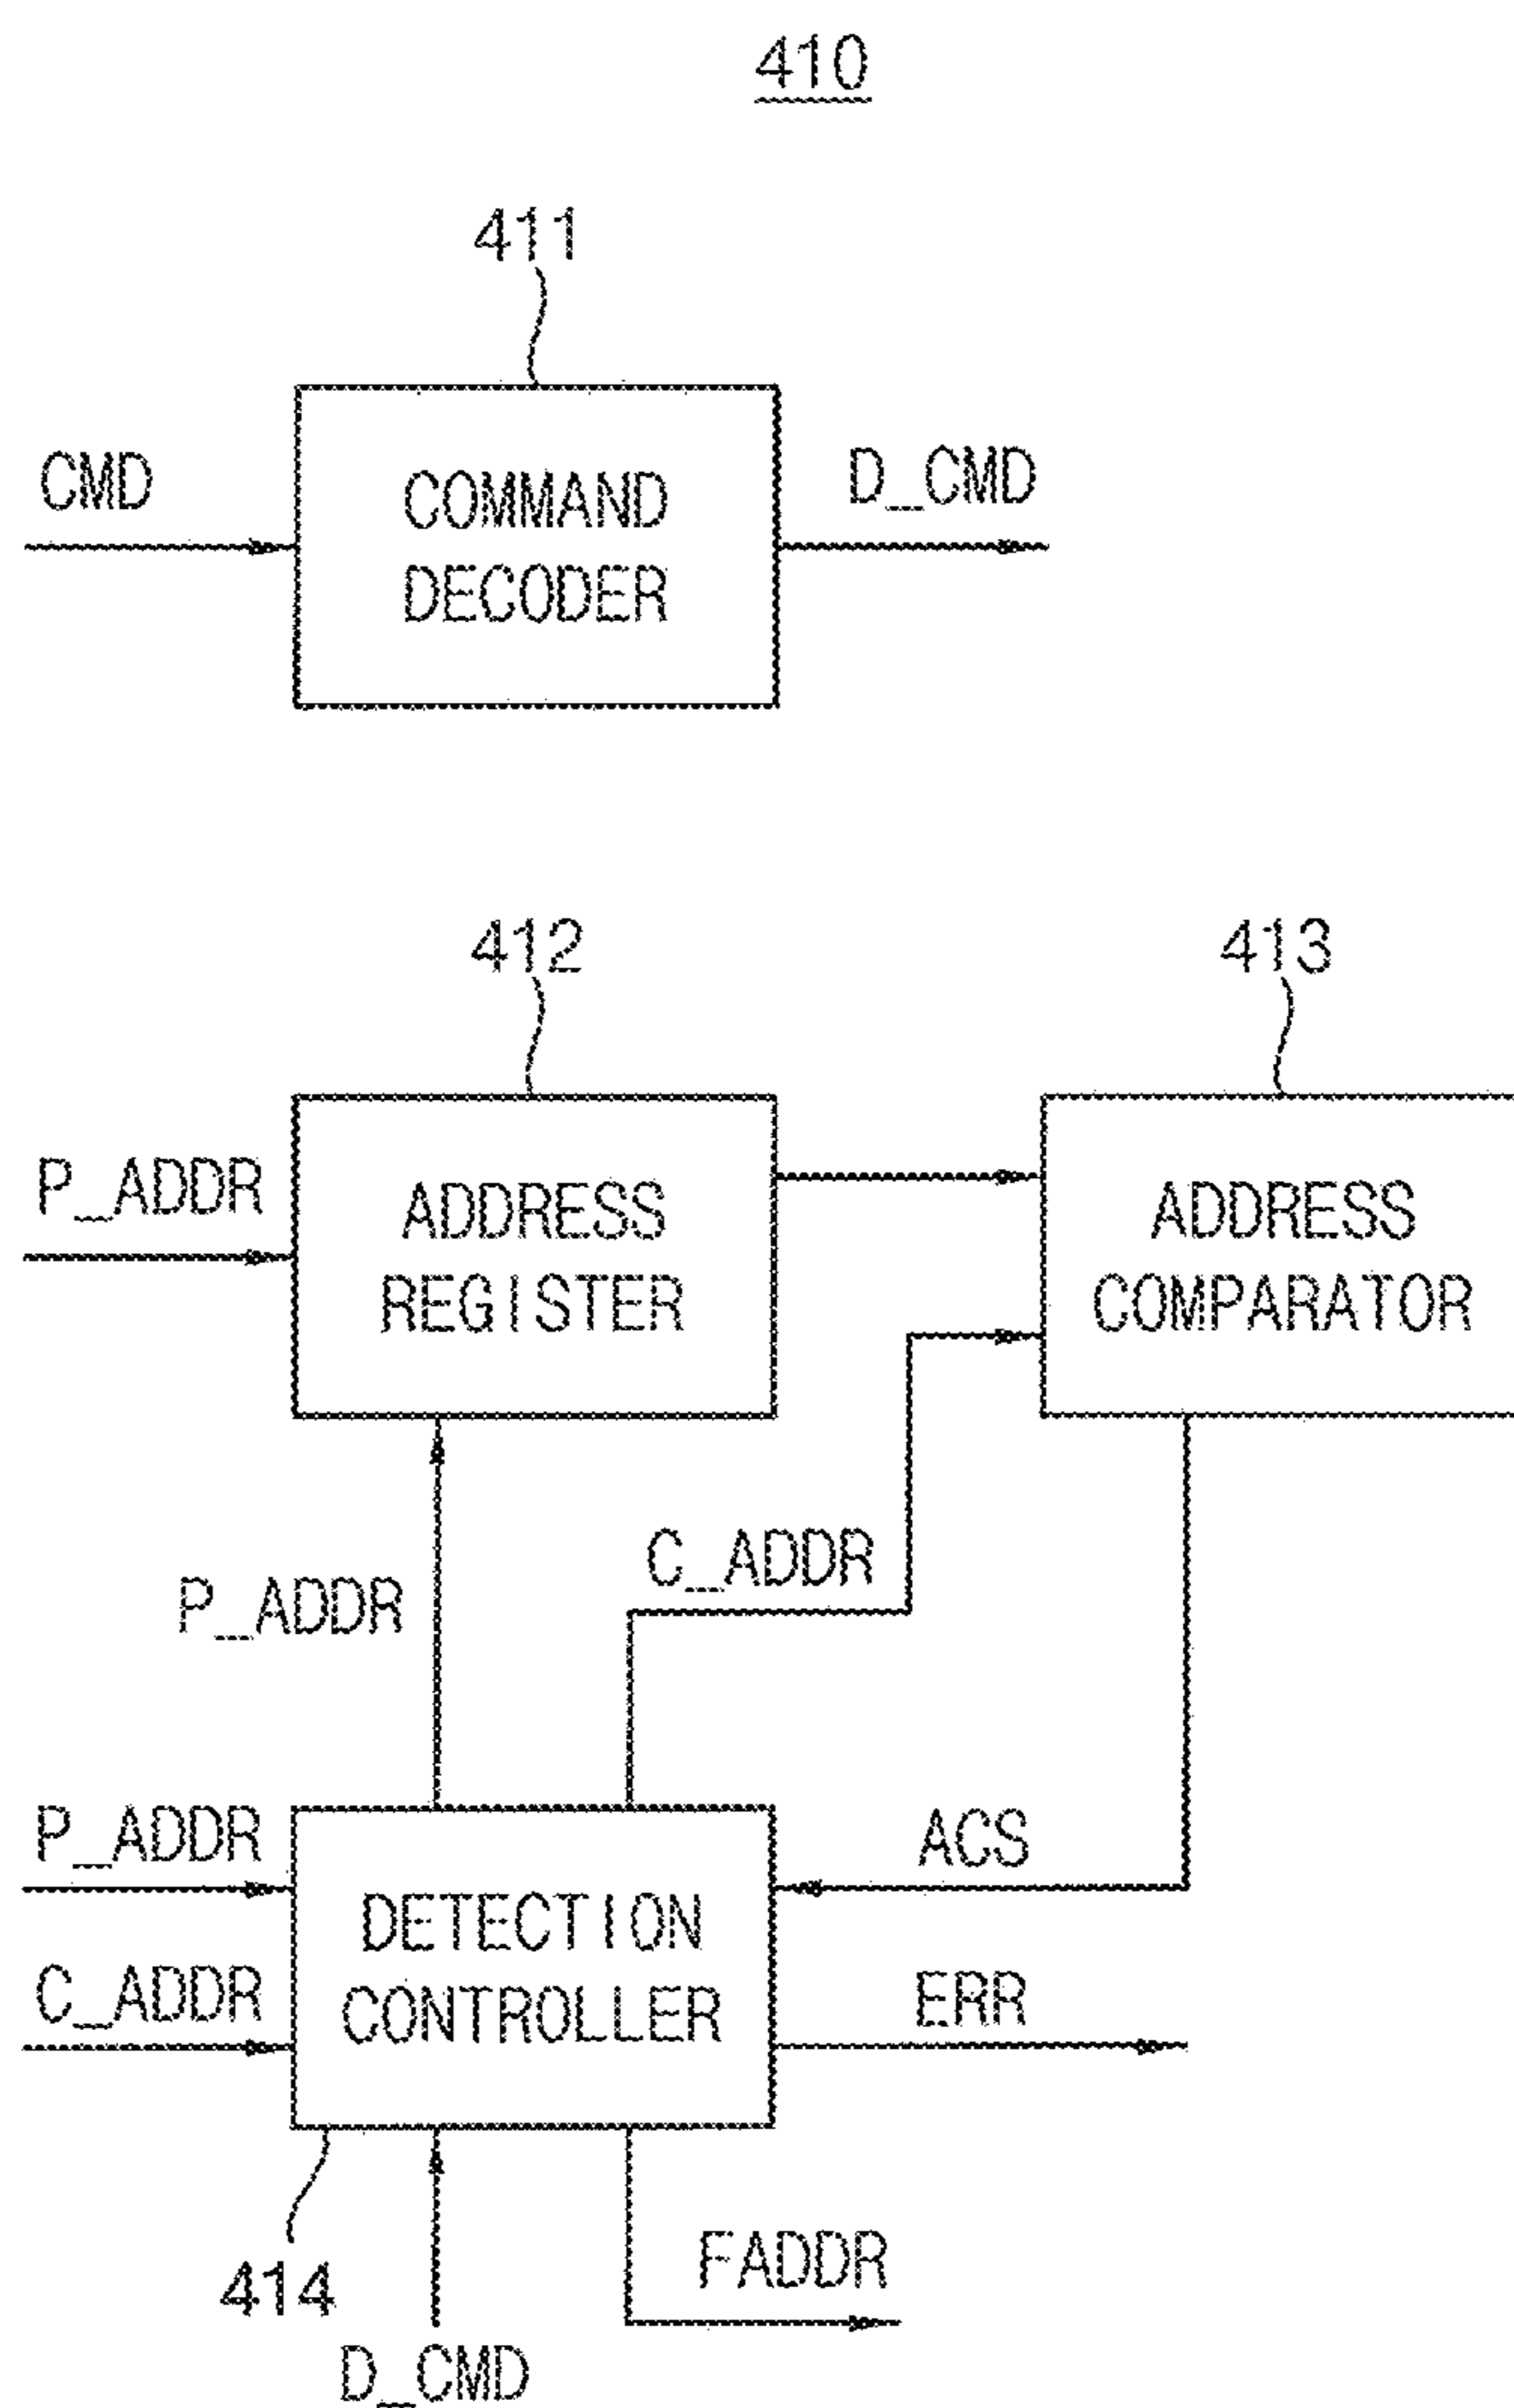 410
411
CMD
COMMAND
DECODER
D_CMD
412
413
P_ADDR
ADDRESS
REGISTER
ADDRESS
COMPARATOR
P_ADDR
C_ADDR
P_ADDR
C_ADDR
DETECTION
CONTROLLER
ACS
ERR
414
D_CMD
FADDR